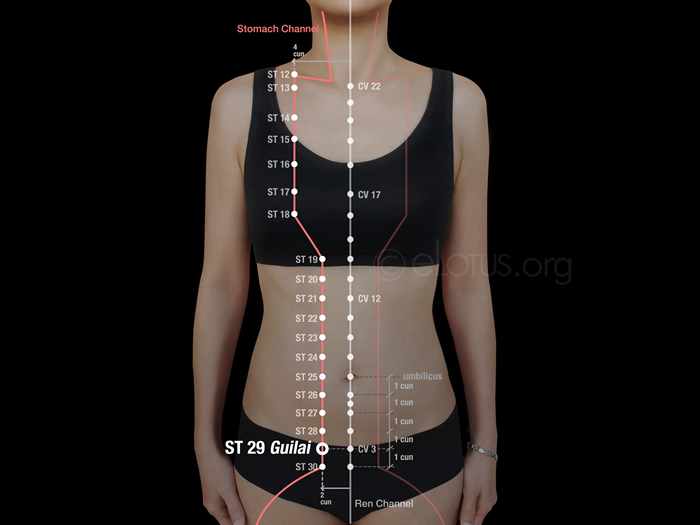 Stomach Channel
4
cun
ST 12
ST 13
CV 22
ST 14
ST 15
ST 16
ST 17
CV 17
ST 18
ST 19
© eLotus.org
ST 20
ST 21
CV 12
ST 22
ST 23
ST 24
ST 25
umbilicus
1 cun
ST 26
1 cun
ST 27
1 cun
ST 28
ST 29 Guilai
CV 3
1 cun
ST 30
2
cun
Ren Channel